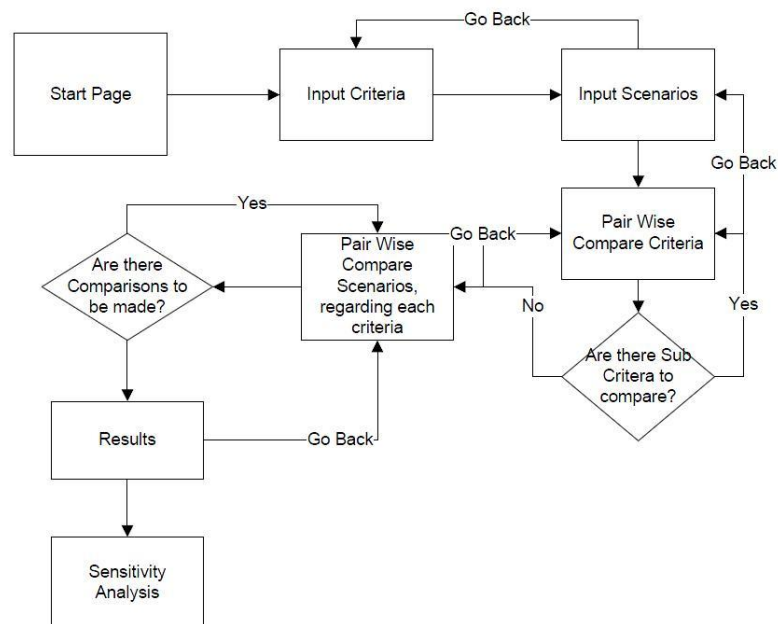 Go Back
Start Page
Input Criteria
Input Scenarios
Go Back
Yes
Go Back
Pair Wise
Compare Criteria
Pair Wise
Compare
Scenarios,
regarding each
criteria
Are there
Comparisons to
be made?
No
Yes
Are there Sub
Critera to
compare?
Results
Go Back
Sensitivity
Analysis